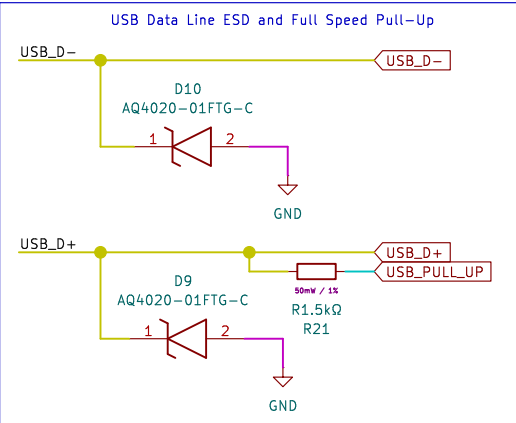 USB Data Line ESD and Full Speed Pull-Up
USB_D-
USB_D-
D10
AQ4020-01FTG-C
1
2
GND
USB_D+
USB_D+
USB_PULL_UP
50mW / 1%
D9
AQ4020-01FTG-C
R1.5kΩ
R21
1
2
GND